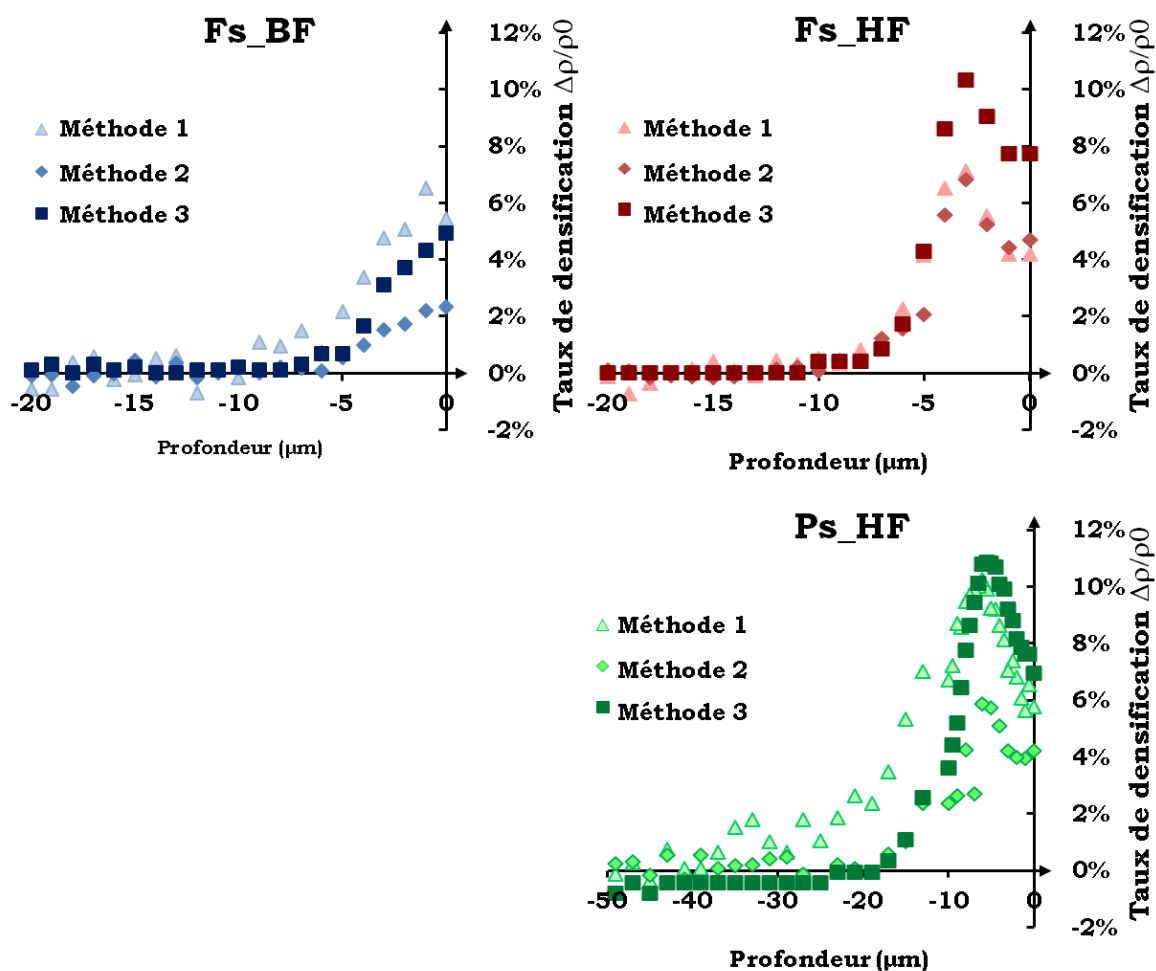 Fs_BF
Méthode 1
Méthode 2
Méthode 3
12%
10%
8%
6%
4%
2%
0%
-2%
-20
-15
-10
-5
0
Taux de densification Δρ/ρ0
Profondeur (µm)
Fs_HF
Méthode 1
Méthode 2
Méthode 3
12%
10%
8%
6%
4%
2%
0%
-2%
-20
-15
-10
-5
0
Taux de densification Δρ/ρ0
Profondeur (µm)
Ps_HF
Méthode 1
Méthode 2
Méthode 3
12%
10%
8%
6%
4%
2%
0%
-2%
-50
-40
-30
-20
-10
0
Taux de densification Δρ/ρ0
Profondeur (µm)